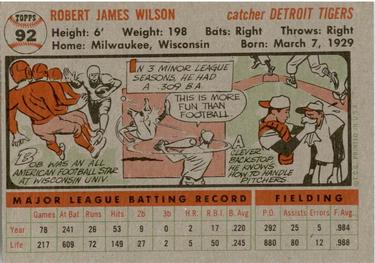 TOPPS
92
ROBERT JAMES WILSON catcher DETROIT TIGERS
Height: 6' Weight: 198 Bats: Right Throws: Right
Home: Milwaukee, Wisconsin Born: March 7, 1929
BOB WAS AN ALL
AMERICAN FOOTBALL STAR
AT WISCONSIN UNIV.
IN 3 MINOR LEAGUE
SEASONS, HE HAD A
.309 B.A.
THIS IS MORE
FUN THAN
FOOTBALL.
A CLEVER
BACKSTOP,
HE KNOWS
HOW TO HANDLE
PITCHERS.
MAJOR LEAGUE BATTING RECORD FIELDING
Games At Bat Runs Hits 2b 3b H.R. R.B.I. B. Avg P.O. Assists Errors F. Avg
Year 78 241 26 53 9 0 2 17 .220 292 25 5 .984
Life 217 609 72 149 27 2 5 50 .245 880 80 12 .988